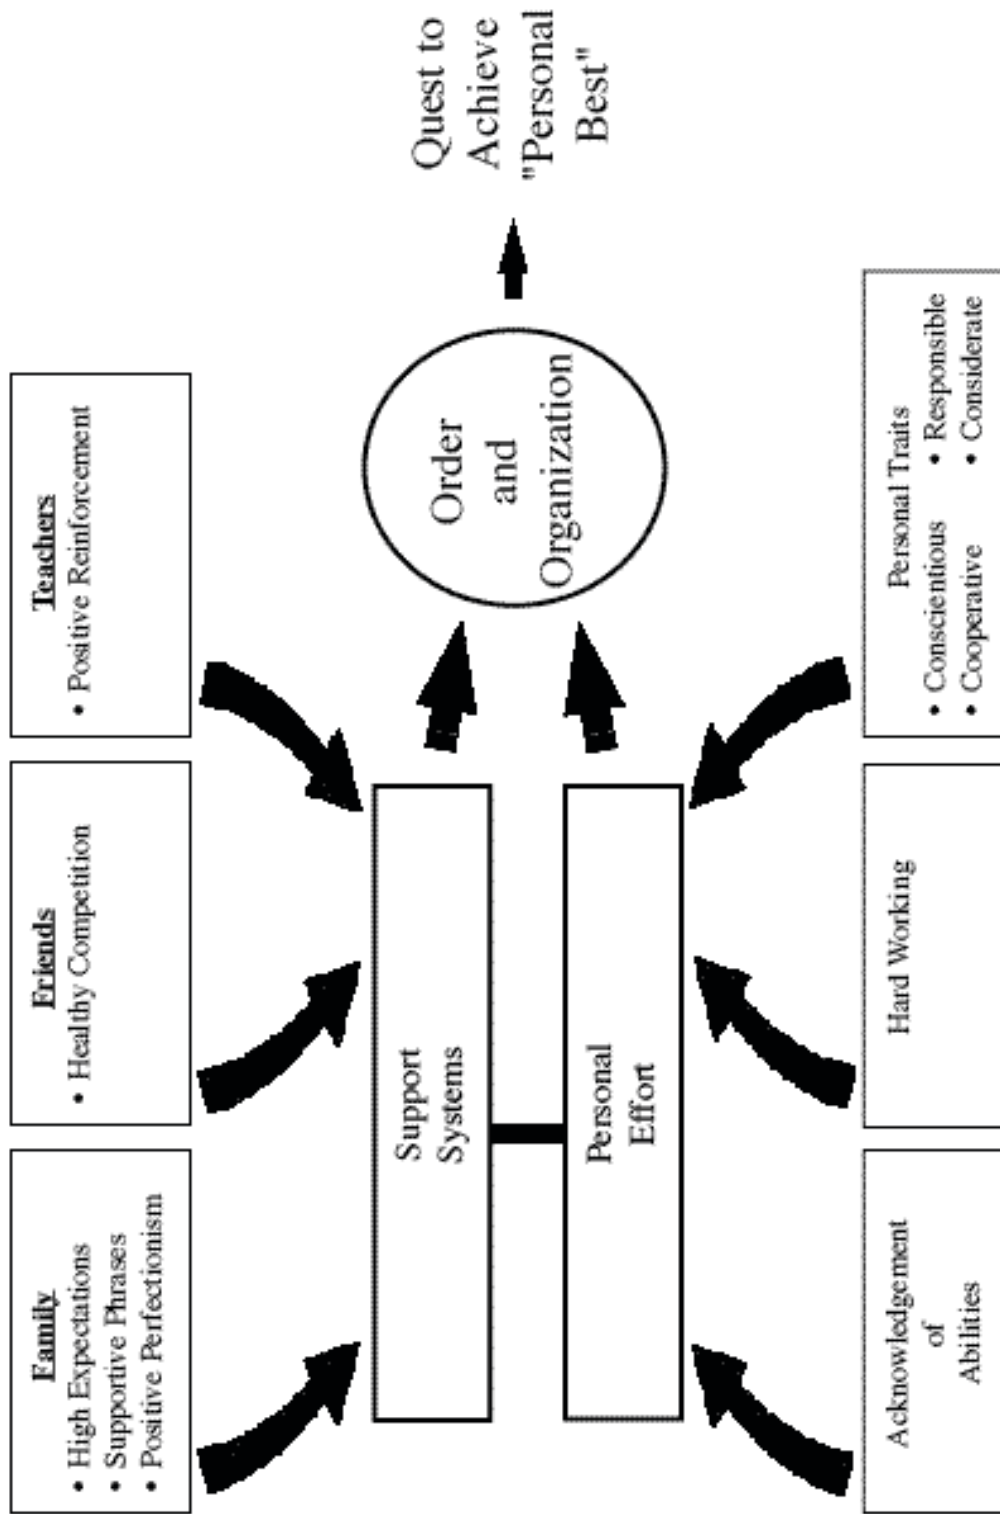 Family
• High Expectations
• Supportive Phrases
• Positive Perfectionism
Friends
• Healthy Competition
Teachers
• Positive Reinforcement
Support
Systems
Personal
Effort
Order
and
Organization
Quest to
Achieve
"Personal
Best"
Acknowledgement
of
Abilities
Hard Working
Personal Traits
• Conscientious • Responsible
• Cooperative • Considerate